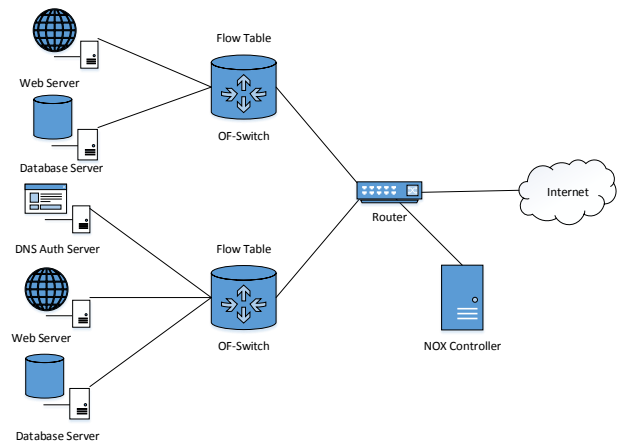 Flow Table
Web Server
OF-Switch
Database Server
Internet
Router
DNS Auth Server
Flow Table
Web Server
OF-Switch
NOX Controller
Database Server